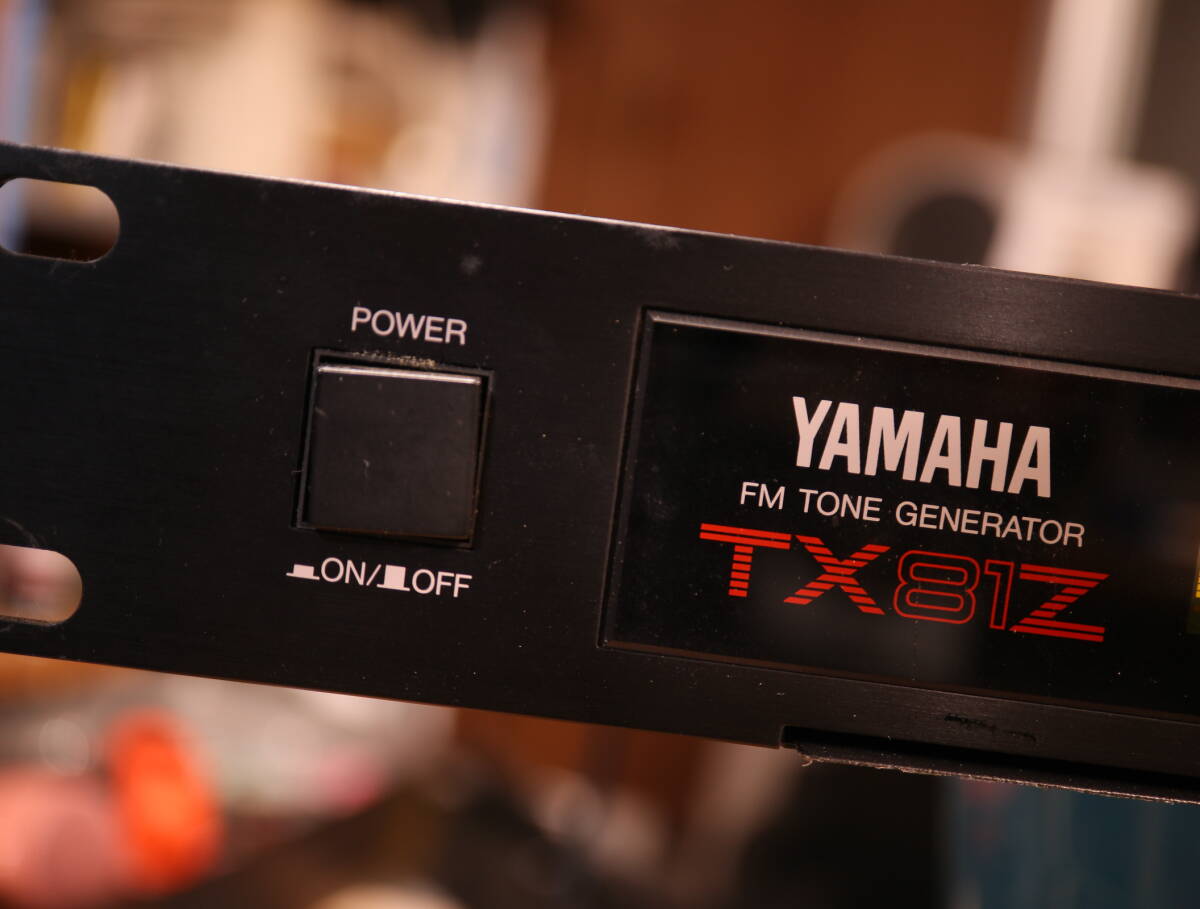 POWER
ON/OFF
YAMAHA
FM TONE GENERATOR
TX81Z